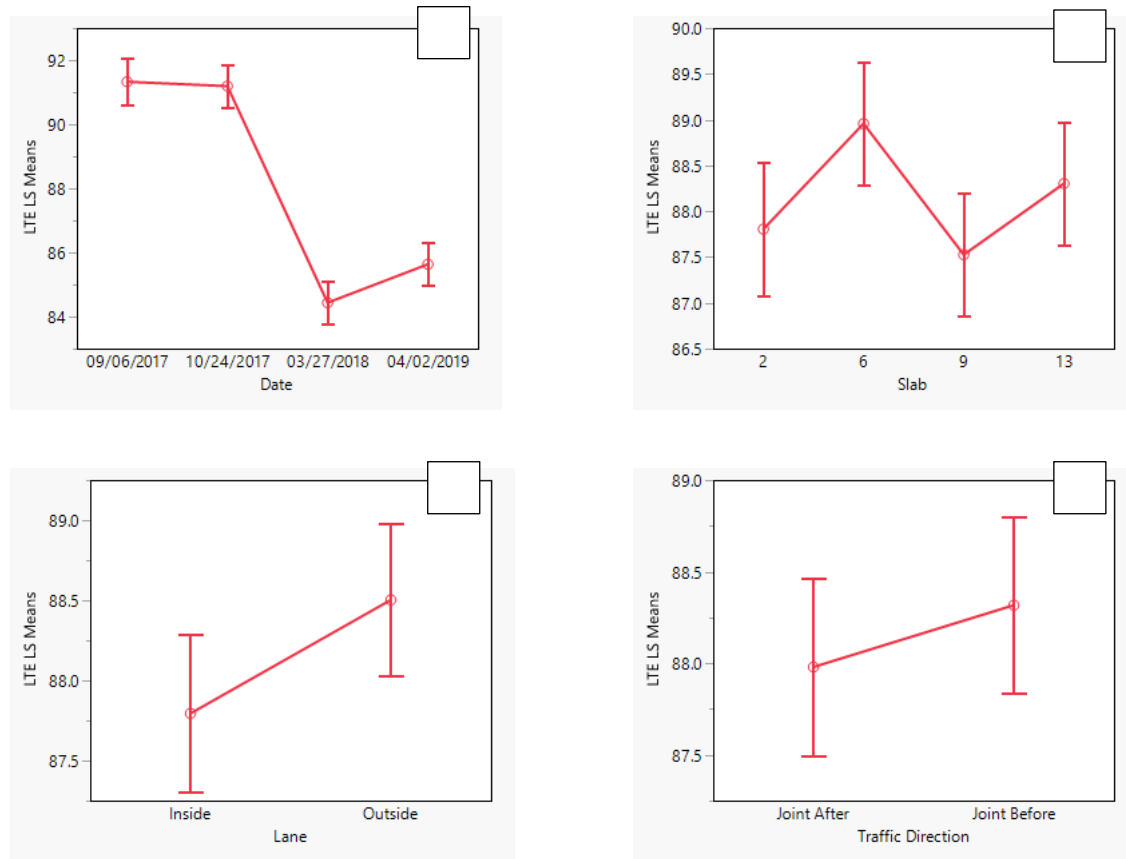 LTE LS Means
92
90
88
86
84
09/06/2017 10/24/2017 03/27/2018 04/02/2019
Date
LTE LS Means
90.0
89.5
89.0
88.5
88.0
87.5
87.0
86.5
2 6 9 13
Slab
LTE LS Means
89.0
88.5
88.0
87.5
Inside Outside
Lane
LTE LS Means
89.0
88.5
88.0
87.5
Joint After Joint Before
Traffic Direction